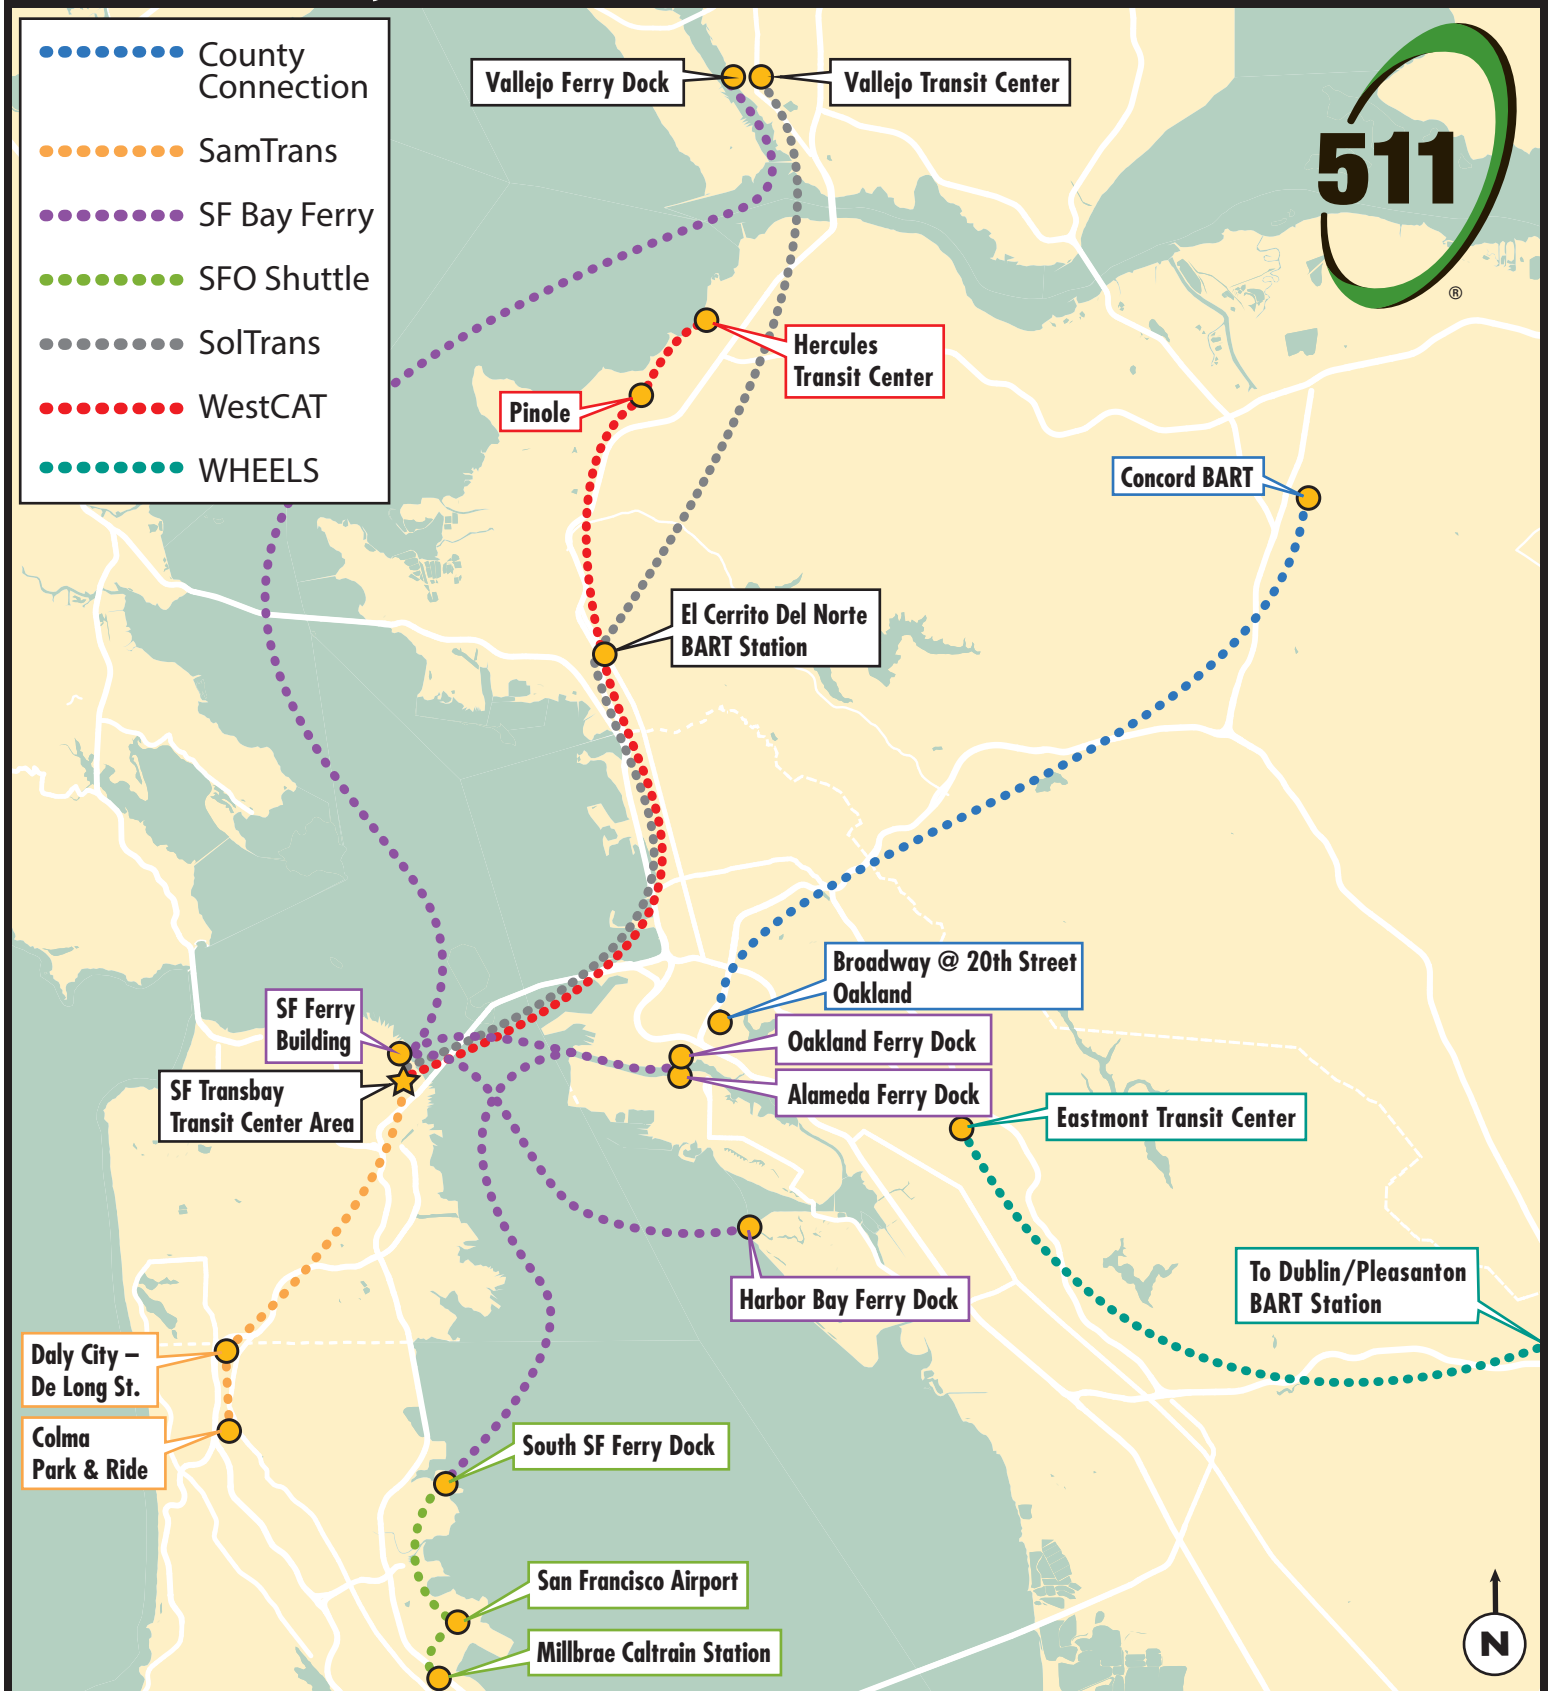 County
Connection
SamTrans
SF Bay Ferry
SFO Shuttle
SolTrans
WestCAT
WHEELS
Vallejo Ferry Dock
Vallejo Transit Center
511
®
Hercules
Transit Center
Pinole
Concord BART
El Cerrito Del Norte
BART Station
Broadway @ 20th Street
Oakland
SF Ferry
Building
Oakland Ferry Dock
SF Transbay
Transit Center Area
Alameda Ferry Dock
Eastmont Transit Center
To Dublin/Pleasanton
BART Station
Harbor Bay Ferry Dock
Daly City –
De Long St.
Colma
Park & Ride
South SF Ferry Dock
San Francisco Airport
Millbrae Caltrain Station
N